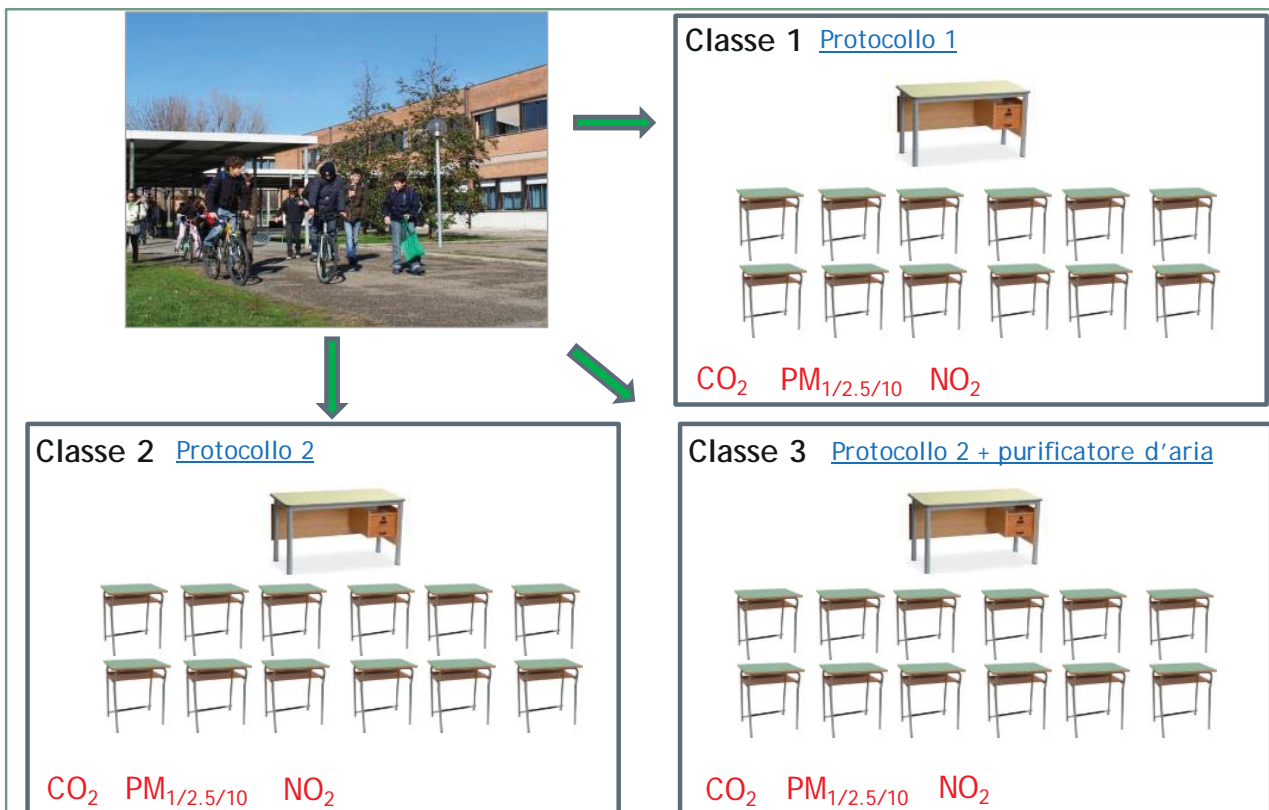 Classe 1 Protocollo 1
CO₂ PM₁/₂.₅/₁₀ NO₂
Classe 2 Protocollo 2
CO₂ PM₁/₂.₅/₁₀ NO₂
Classe 3 Protocollo 2 + purificatore d’aria
CO₂ PM₁/₂.₅/₁₀ NO₂